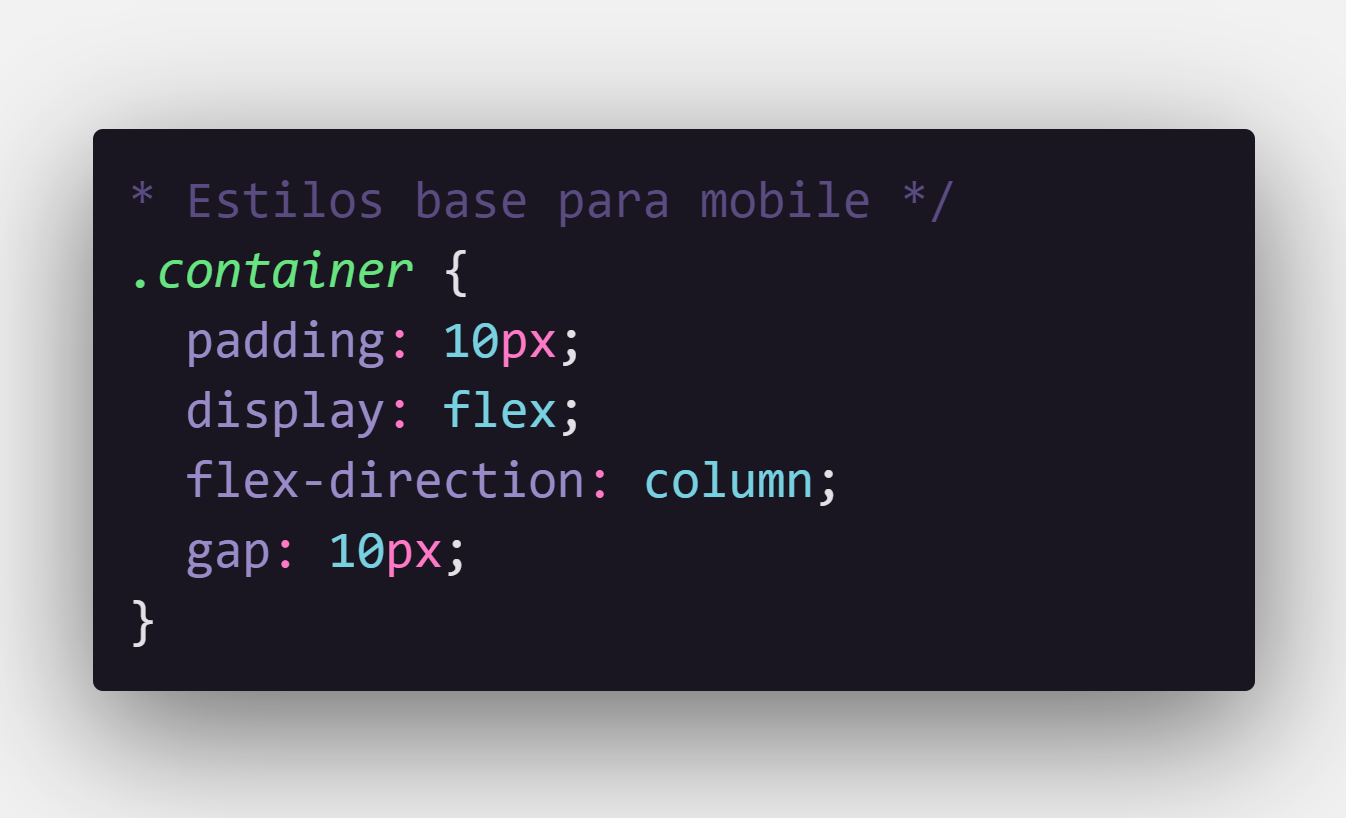 * Estilos base para mobile */
.container {
  padding: 10px;
  display: flex;
  flex-direction: column;
  gap: 10px;
}